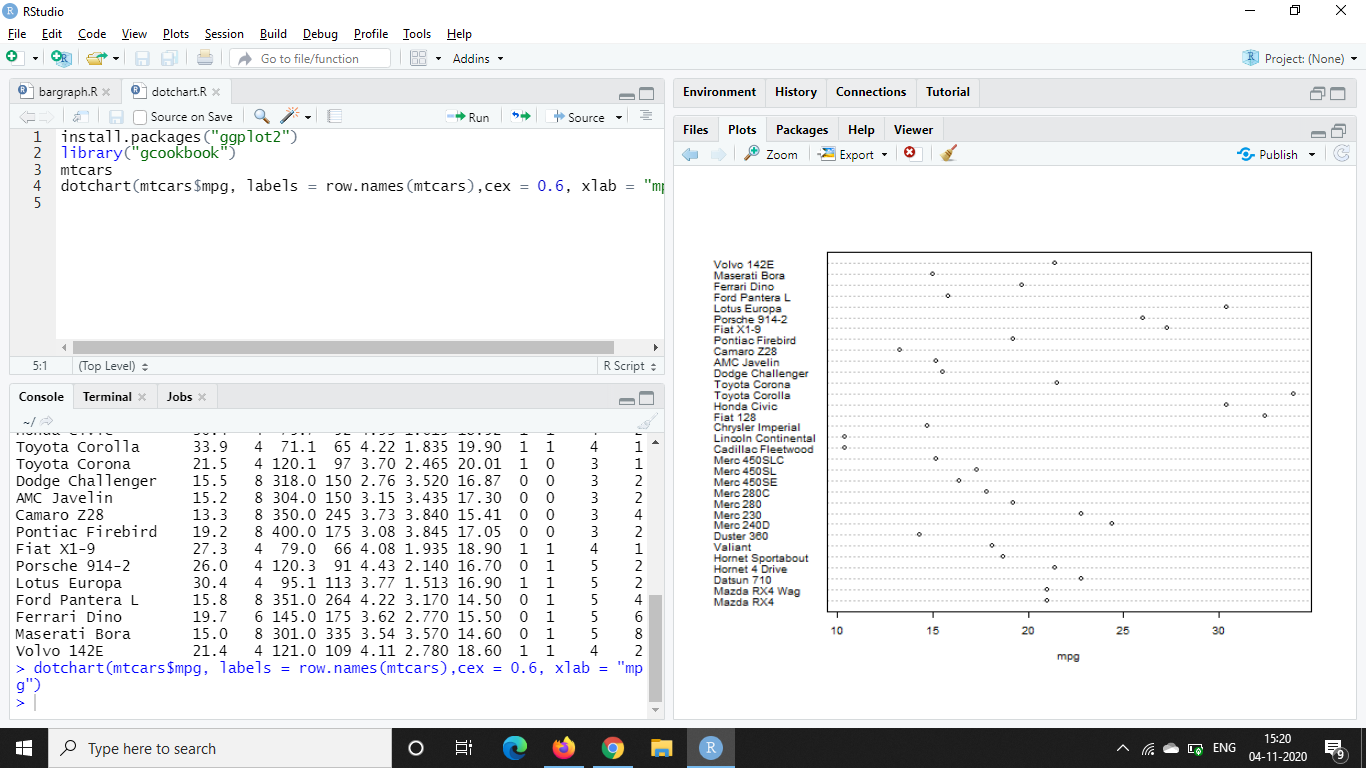 RStudio
File Edit Code View Plots Session Build Debug Profile Tools Help
Go to file/function Addins Project: (None)
bargraph.R dotchart.R
Source on Save Run Source
1 install.packages("ggplot2")
2 library("gcookbook")
3 mtcars
4 dotchart(mtcars$mpg, labels = row.names(mtcars),cex = 0.6, xlab = "mp
5
5:1 (Top Level) R Script
Console Terminal Jobs
~/
Toyota Corolla 33.9 4 71.1 65 4.22 1.835 19.90 1 1 4 1
Toyota Corona 21.5 4 120.1 97 3.70 2.465 20.01 1 0 3 1
Dodge Challenger 15.5 8 318.0 150 2.76 3.520 16.87 0 0 3 2
AMC Javelin 15.2 8 304.0 150 3.15 3.435 17.30 0 0 3 2
Camaro Z28 13.3 8 350.0 245 3.73 3.840 15.41 0 0 3 4
Pontiac Firebird 19.2 8 400.0 175 3.08 3.845 17.05 0 0 3 2
Fiat X1-9 27.3 4 79.0 66 4.08 1.935 18.90 1 1 4 1
Porsche 914-2 26.0 4 120.3 91 4.43 2.140 16.70 0 1 5 2
Lotus Europa 30.4 4 95.1 113 3.77 1.513 16.90 1 1 5 2
Ford Pantera L 15.8 8 351.0 264 4.22 3.170 14.50 0 1 5 4
Ferrari Dino 19.7 6 145.0 175 3.62 2.770 15.50 0 1 5 6
Maserati Bora 15.0 8 301.0 335 3.54 3.570 14.60 0 1 5 8
Volvo 142E 21.4 4 121.0 109 4.11 2.780 18.60 1 1 4 2
> dotchart(mtcars$mpg, labels = row.names(mtcars),cex = 0.6, xlab = "mp
g")
>
Environment History Connections Tutorial
Files Plots Packages Help Viewer
Zoom Export Publish
Volvo 142E
Maserati Bora
Ferrari Dino
Ford Pantera L
Lotus Europa
Porsche 914-2
Fiat X1-9
Pontiac Firebird
Camaro Z28
AMC Javelin
Dodge Challenger
Toyota Corona
Toyota Corolla
Honda Civic
Fiat 128
Chrysler Imperial
Lincoln Continental
Cadillac Fleetwood
Merc 450SLC
Merc 450SL
Merc 450SE
Merc 280C
Merc 280
Merc 230
Merc 240D
Duster 360
Valiant
Hornet Sportabout
Hornet 4 Drive
Datsun 710
Mazda RX4 Wag
Mazda RX4
10 15 20 25 30
mpg
Type here to search
ENG
15:20
04-11-2020
9